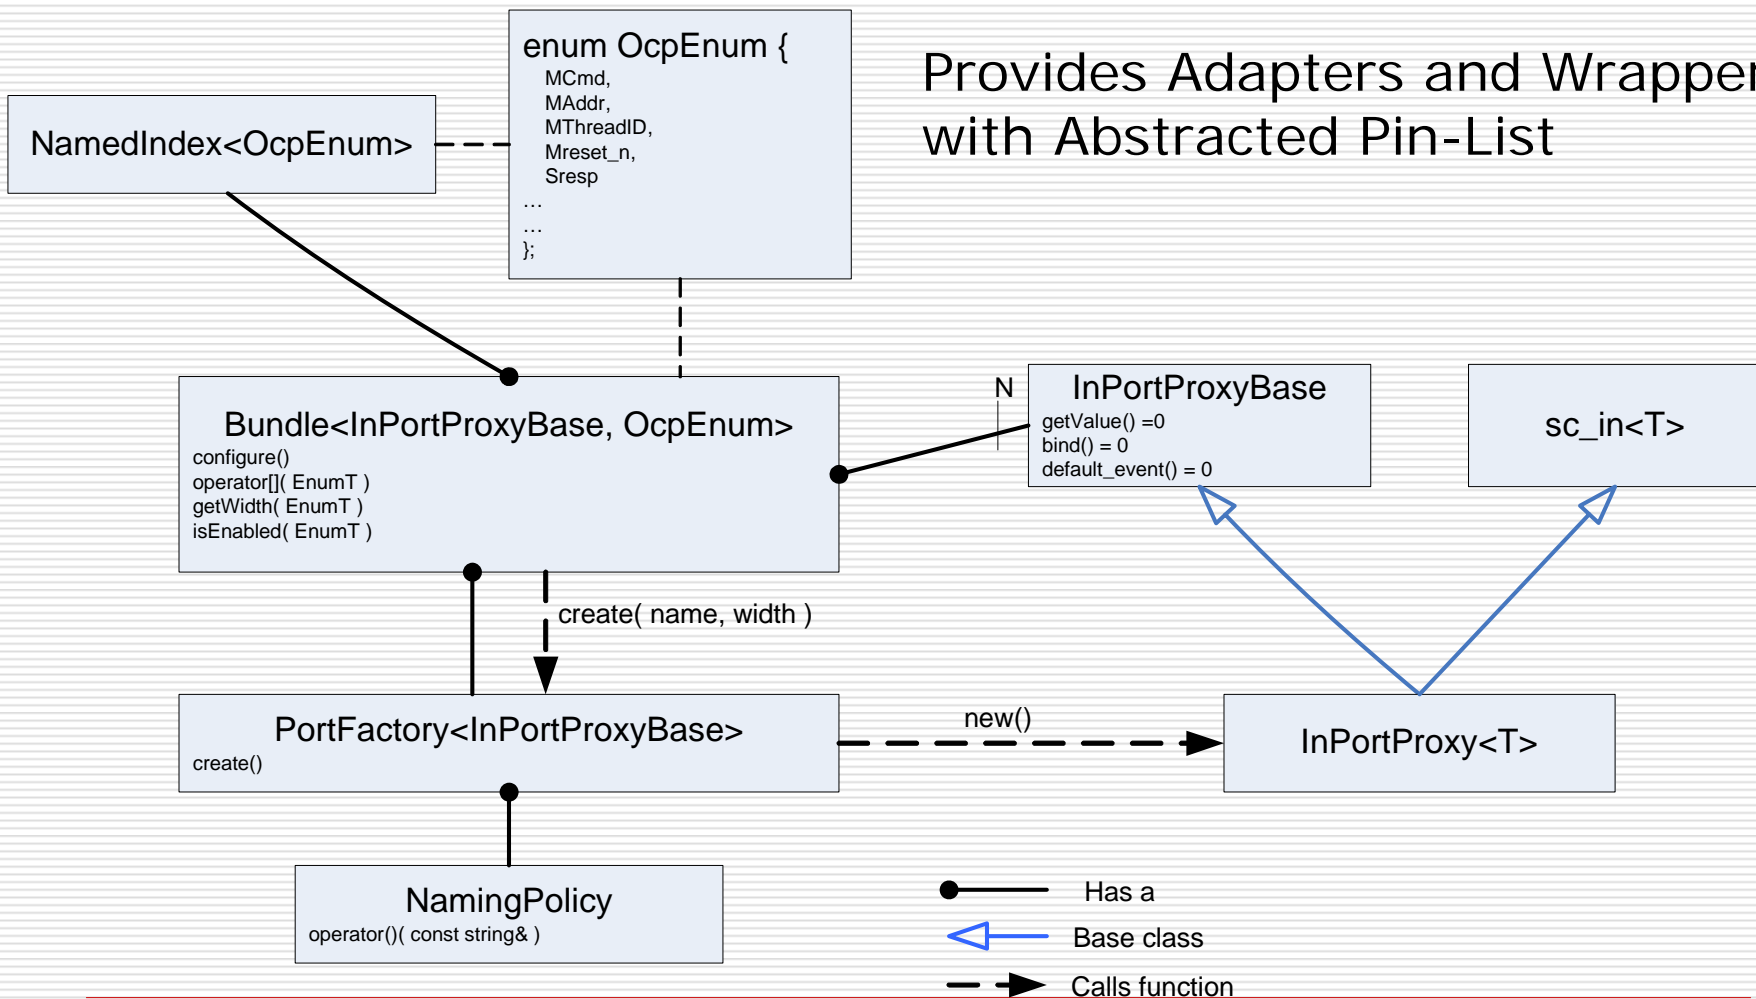 Provides Adapters and Wrapper
with Abstracted Pin-List
enum OcpEnum {
MCmd,
MAddr,
MThreadID,
Mreset_n,
Sresp
…
…
};
NamedIndex<OcpEnum>
Bundle<InPortProxyBase, OcpEnum>
configure()
operator[]( EnumT )
getWidth( EnumT )
isEnabled( EnumT )
N
InPortProxyBase
getValue() =0
bind() = 0
default_event() = 0
sc_in<T>
create( name, width )
PortFactory<InPortProxyBase>
create()
new()
InPortProxy<T>
NamingPolicy
operator()( const string& )
Has a
Base class
Calls function